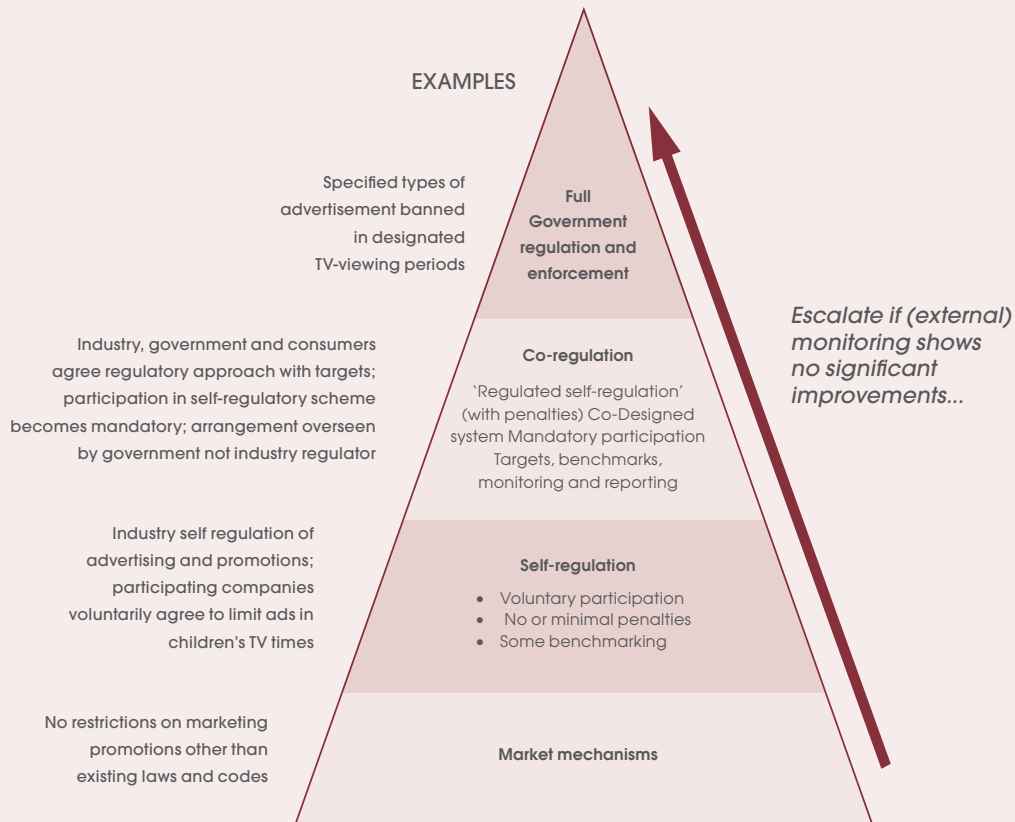 EXAMPLES
Specified types of
advertisement banned
in designated
TV-viewing periods
Full
Government
regulation and
enforcement
Escalate if (external)
monitoring shows
no significant
improvements...
Industry, government and consumers
agree regulatory approach with targets;
participation in self-regulatory scheme
becomes mandatory; arrangement overseen
by government not industry regulator
Co-regulation
‘Regulated self-regulation’
(with penalties) Co-Designed
system Mandatory participation
Targets, benchmarks,
monitoring and reporting
Industry self regulation of
advertising and promotions;
participating companies
voluntarily agree to limit ads in
children’s TV times
Self-regulation
• Voluntary participation
• No or minimal penalties
• Some benchmarking
No restrictions on marketing
promotions other than
existing laws and codes
Market mechanisms